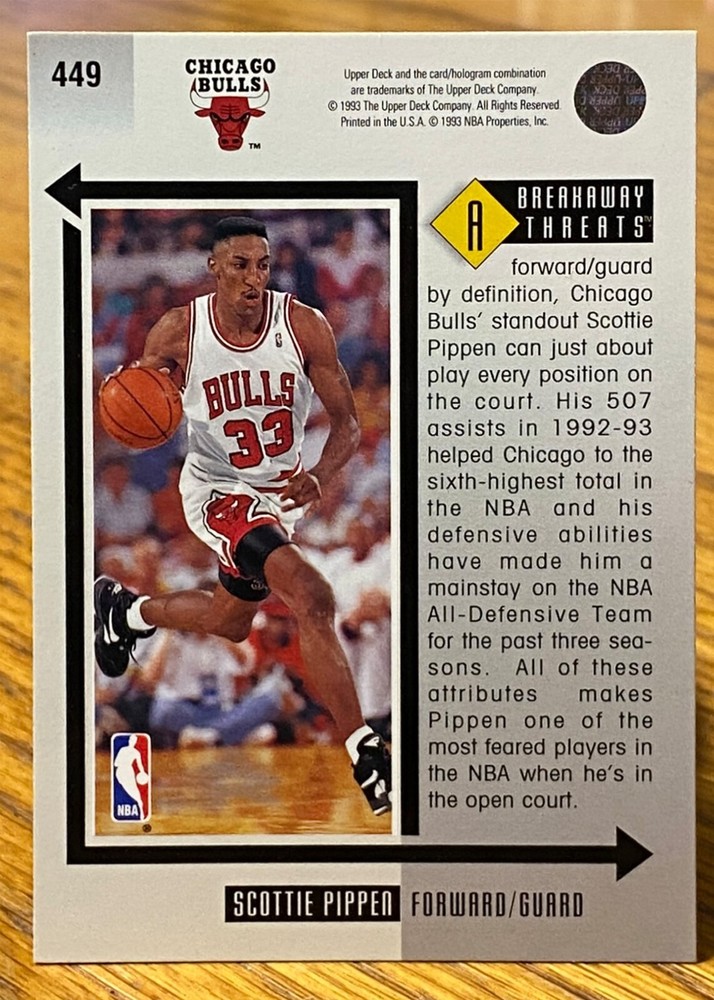 449
CHICAGO
BULLS
TM
Upper Deck and the card/hologram combination
are trademarks of The Upper Deck Company.
© 1993 The Upper Deck Company. All Rights Reserved.
Printed in the U.S.A. © 1993 NBA Properties, Inc.
BREAKAWAY
THREATS™
A
forward/guard
by definition, Chicago
Bulls' standout Scottie
Pippen can just about
play every position on
the court. His 507
assists in 1992-93
helped Chicago to the
sixth-highest total in
the NBA and his
defensive abilities
have made him a
mainstay on the NBA
All-Defensive Team
for the past three sea-
sons. All of these
attributes makes
Pippen one of the
most feared players in
the NBA when he's in
the open court.
BULLS
33
NBA
®
SCOTTIE PIPPEN FORWARD/GUARD